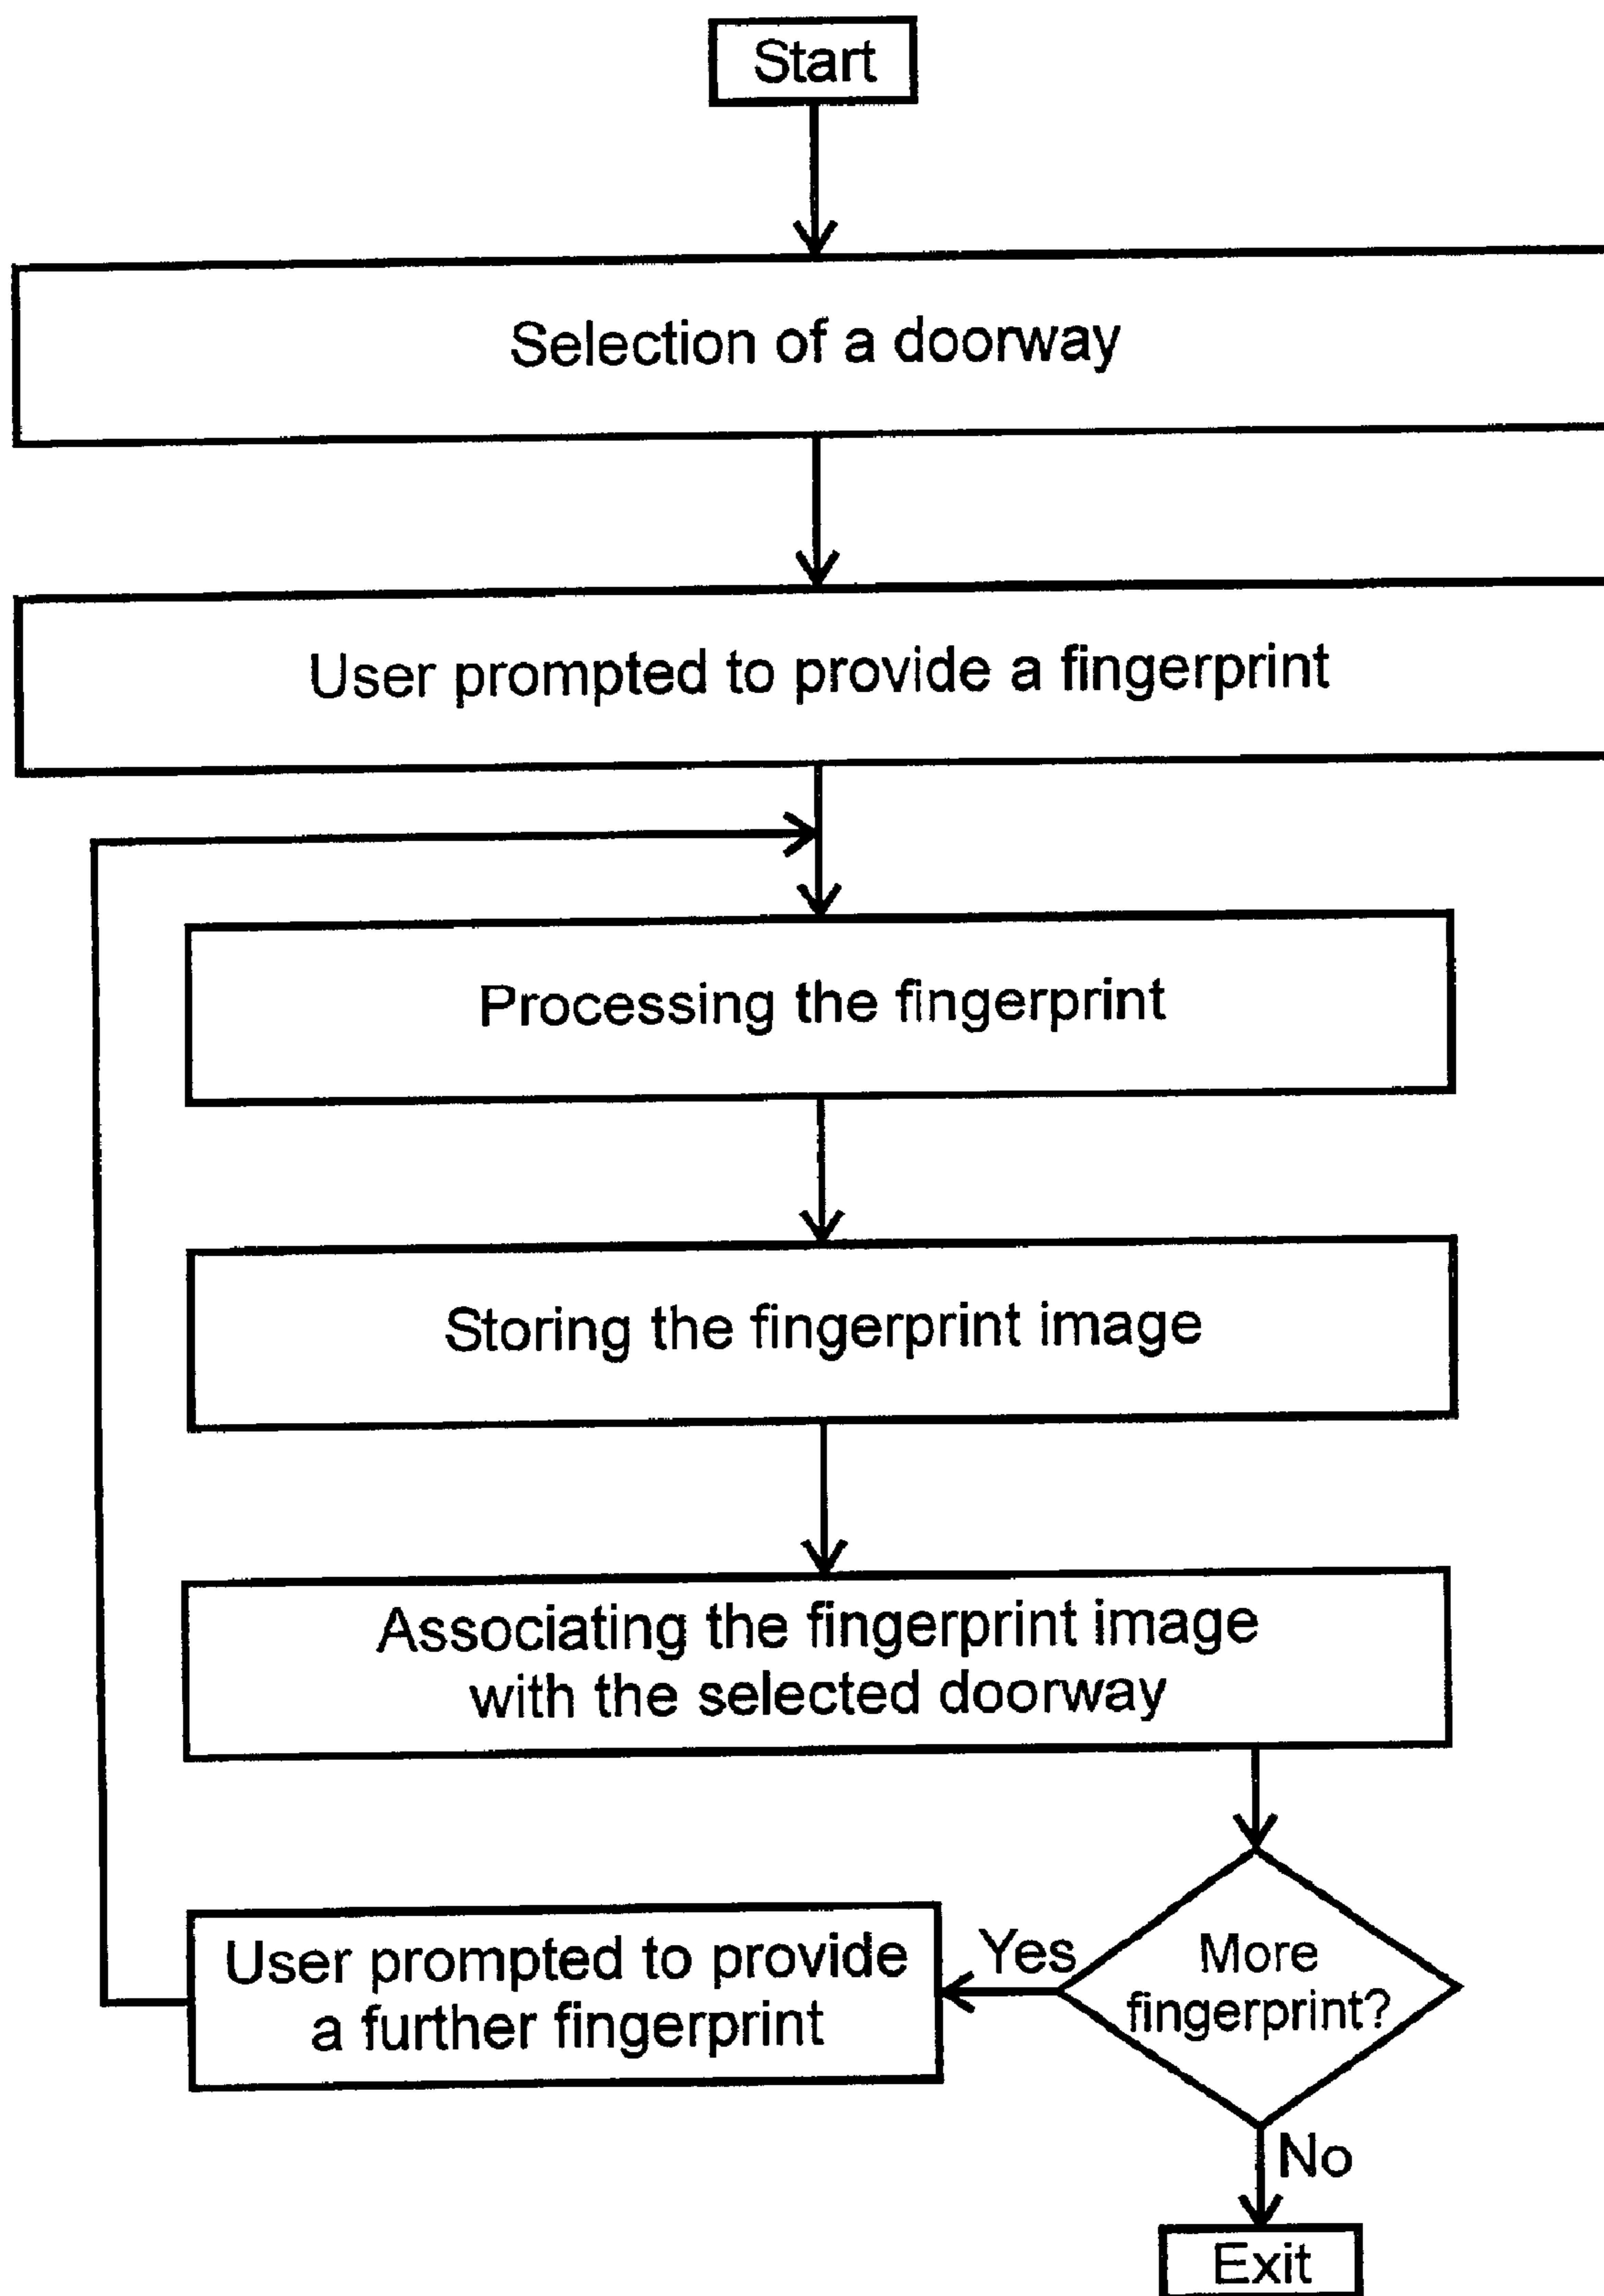 Start
Selection of a doorway
User prompted to provide a fingerprint
Processing the fingerprint
Storing the fingerprint image
Associating the fingerprint image
with the selected doorway
User prompted to provide
a further fingerprint
Yes
More
fingerprint?
No
Exit